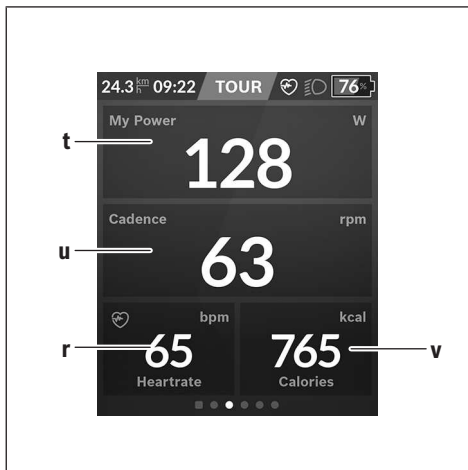 24.3 km/h 09:22 TOUR 76%
My Power W
t
128
Cadence rpm
u
63
bpm kcal
r 65 765 v
Heartrate Calories